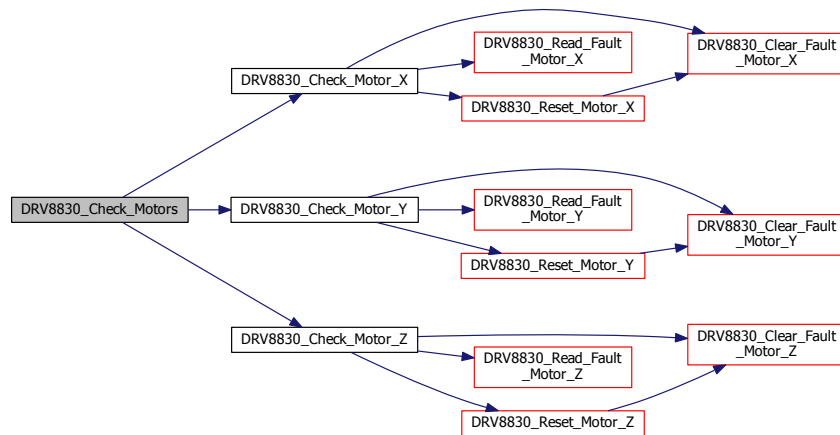 DRV8830_Check_Motors
DRV8830_Check_Motor_X
DRV8830_Read_Fault
_Motor_X
DRV8830_Reset_Motor_X
DRV8830_Clear_Fault
_Motor_X
DRV8830_Check_Motor_Y
DRV8830_Read_Fault
_Motor_Y
DRV8830_Reset_Motor_Y
DRV8830_Clear_Fault
_Motor_Y
DRV8830_Check_Motor_Z
DRV8830_Read_Fault
_Motor_Z
DRV8830_Reset_Motor_Z
DRV8830_Clear_Fault
_Motor_Z